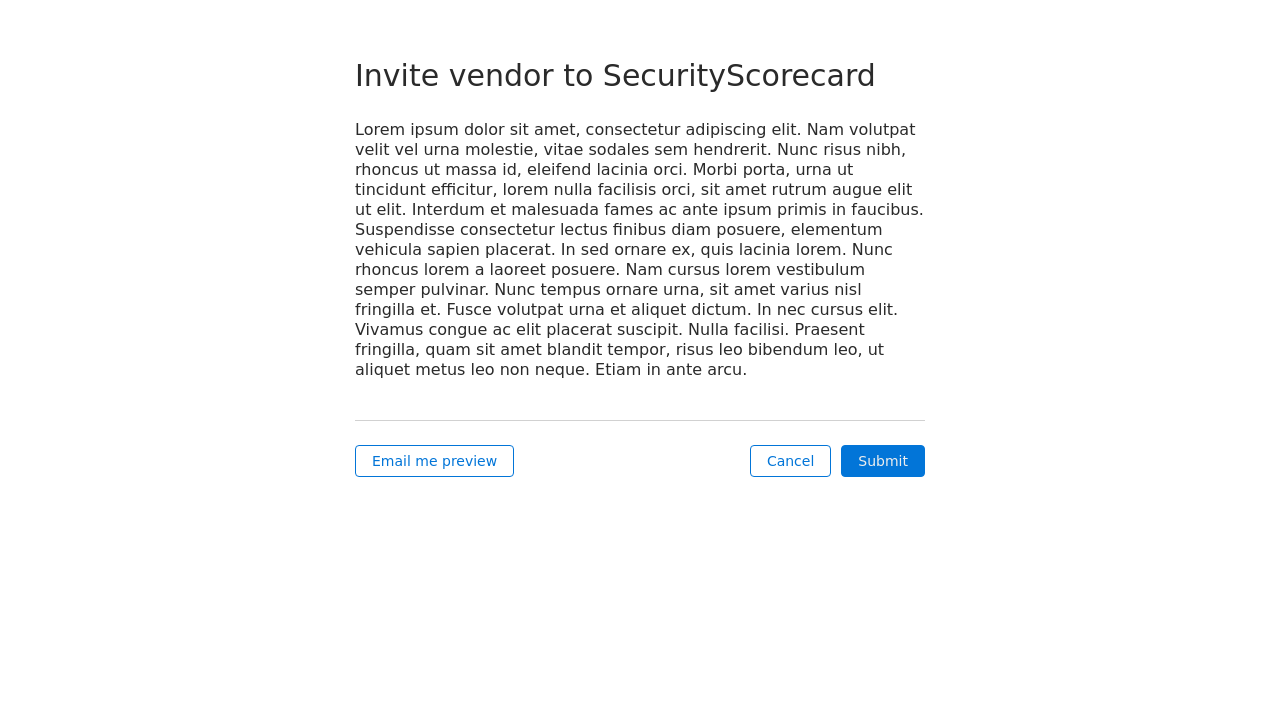 Invite vendor to SecurityScorecard
Lorem ipsum dolor sit amet, consectetur adipiscing elit. Nam volutpat
velit vel urna molestie, vitae sodales sem hendrerit. Nunc risus nibh,
rhoncus ut massa id, eleifend lacinia orci. Morbi porta, urna ut
tincidunt efficitur, lorem nulla facilisis orci, sit amet rutrum augue elit
ut elit. Interdum et malesuada fames ac ante ipsum primis in faucibus.
Suspendisse consectetur lectus finibus diam posuere, elementum
vehicula sapien placerat. In sed ornare ex, quis lacinia lorem. Nunc
rhoncus lorem a laoreet posuere. Nam cursus lorem vestibulum
semper pulvinar. Nunc tempus ornare urna, sit amet varius nisl
fringilla et. Fusce volutpat urna et aliquet dictum. In nec cursus elit.
Vivamus congue ac elit placerat suscipit. Nulla facilisi. Praesent
fringilla, quam sit amet blandit tempor, risus leo bibendum leo, ut
aliquet metus leo non neque. Etiam in ante arcu.
Email me preview Cancel Submit